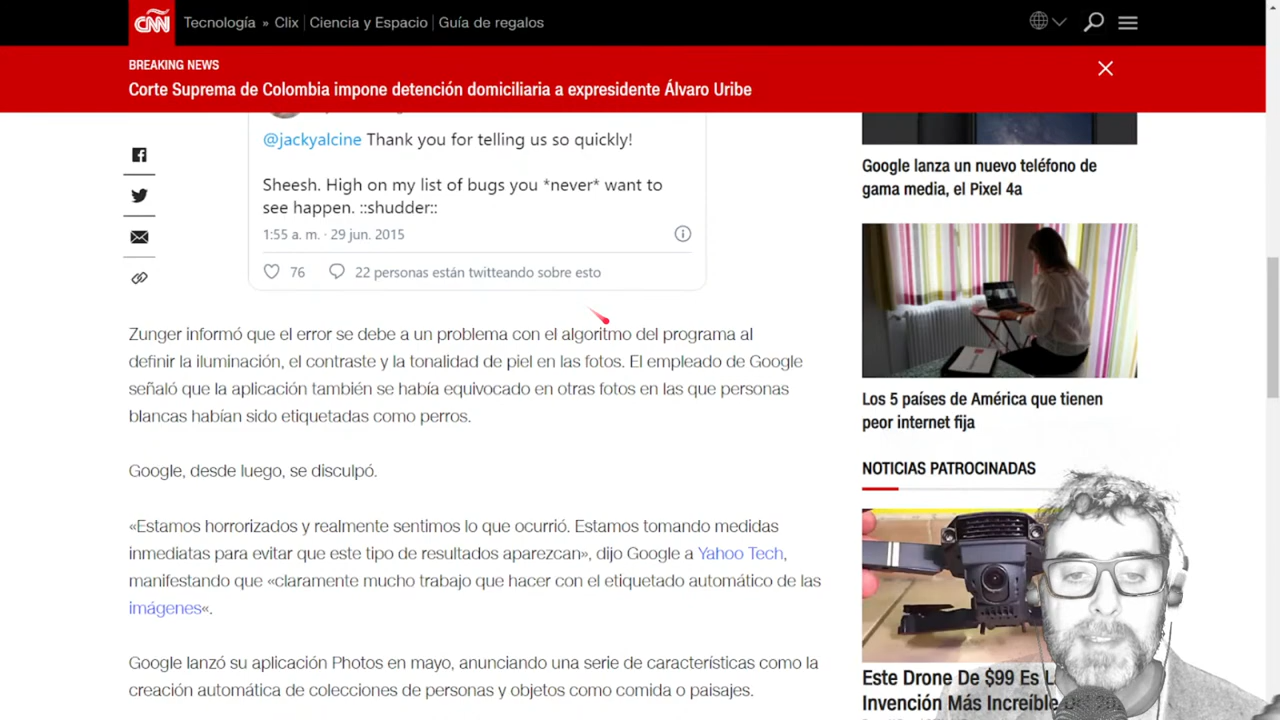 CNN
Tecnología » Clix | Ciencia y Espacio | Guía de regalos
BREAKING NEWS
Corte Suprema de Colombia impone detención domiciliaria a expresidente Álvaro Uribe
@jackyalcine Thank you for telling us so quickly!
Sheesh. High on my list of bugs you *never* want to
see happen. ::shudder::
1:55 a. m. · 29 jun. 2015
76 22 personas están twitteando sobre esto
Zunger informó que el error se debe a un problema con el algoritmo del programa al
definir la iluminación, el contraste y la tonalidad de piel en las fotos. El empleado de Google
señaló que la aplicación también se había equivocado en otras fotos en las que personas
blancas habían sido etiquetadas como perros.
Google, desde luego, se disculpó.
«Estamos horrorizados y realmente sentimos lo que ocurrió. Estamos tomando medidas
inmediatas para evitar que este tipo de resultados aparezcan», dijo Google a Yahoo Tech,
manifestando que «claramente mucho trabajo que hacer con el etiquetado automático de las
imágenes«.
Google lanzó su aplicación Photos en mayo, anunciando una serie de características como la
creación automática de colecciones de personas y objetos como comida o paisajes.
Google lanza un nuevo teléfono de
gama media, el Pixel 4a
Los 5 países de América que tienen
peor internet fija
NOTICIAS PATROCINADAS
Este Drone De $99 Es
Invención Más Increíble